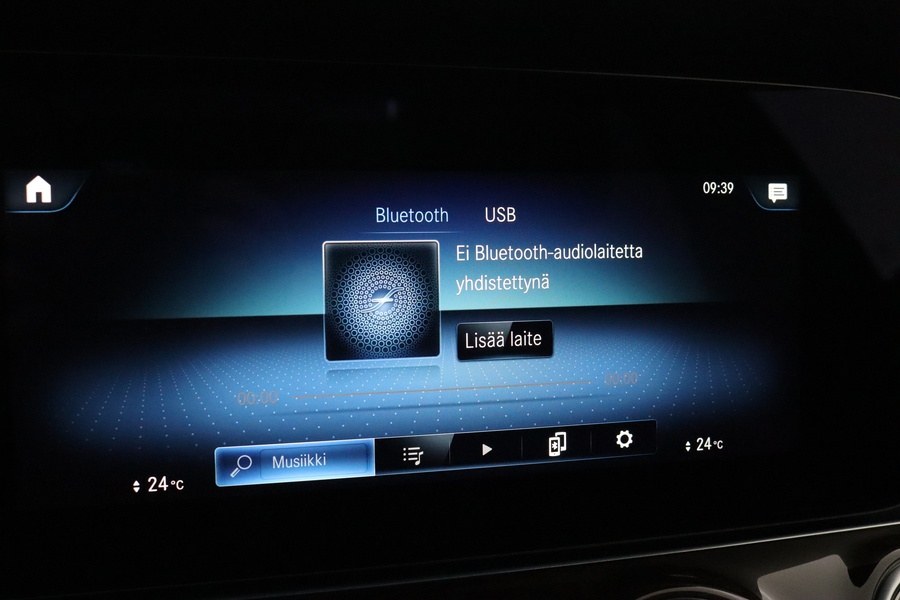 09:39
Bluetooth USB
Ei Bluetooth-audiolaitetta
yhdistettynä
Lisää laite
00:00 00:00
Musiikki
24°C
24°C